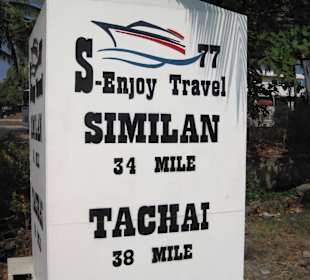 77
S-Enjoy Travel
SIMILAN
34 MILE
TACHAI
38 MILE